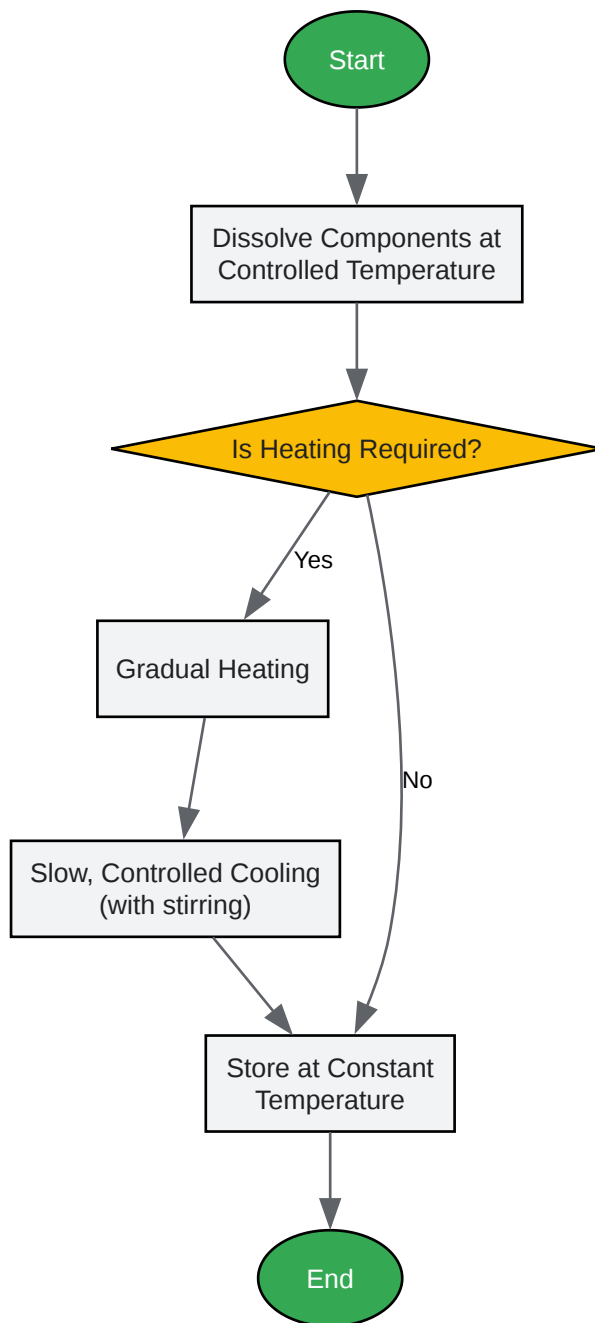 Start
Dissolve Components at
Controlled Temperature
Is Heating Required?
Yes
Gradual Heating
No
Slow, Controlled Cooling
(with stirring)
Store at Constant
Temperature
End